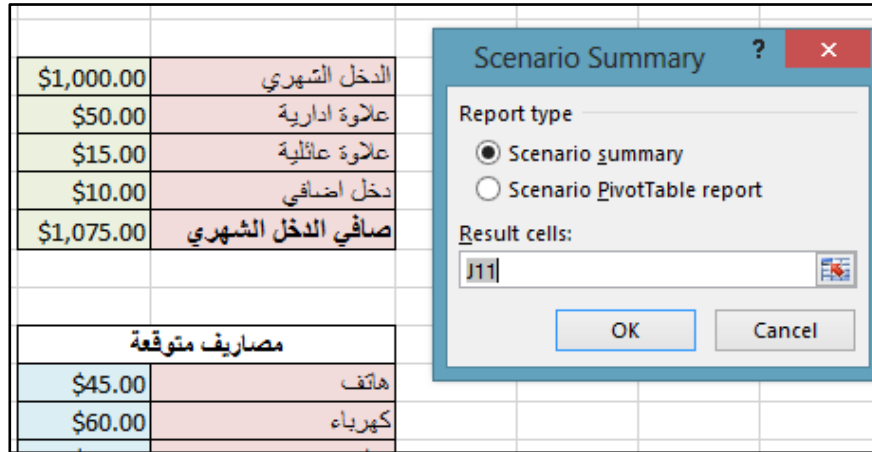 $1,000.00 الدخل الشهري
$50.00 علاوة ادارية
$15.00 علاوة عائلية
$10.00 دخل اضافي
$1,075.00 صافي الدخل الشهري
مصاريف متوقعة
$45.00 هاتف
$60.00 كهرباء
Scenario Summary ? ×
Report type
Scenario summary
Scenario PivotTable report
Result cells:
J11
OK Cancel